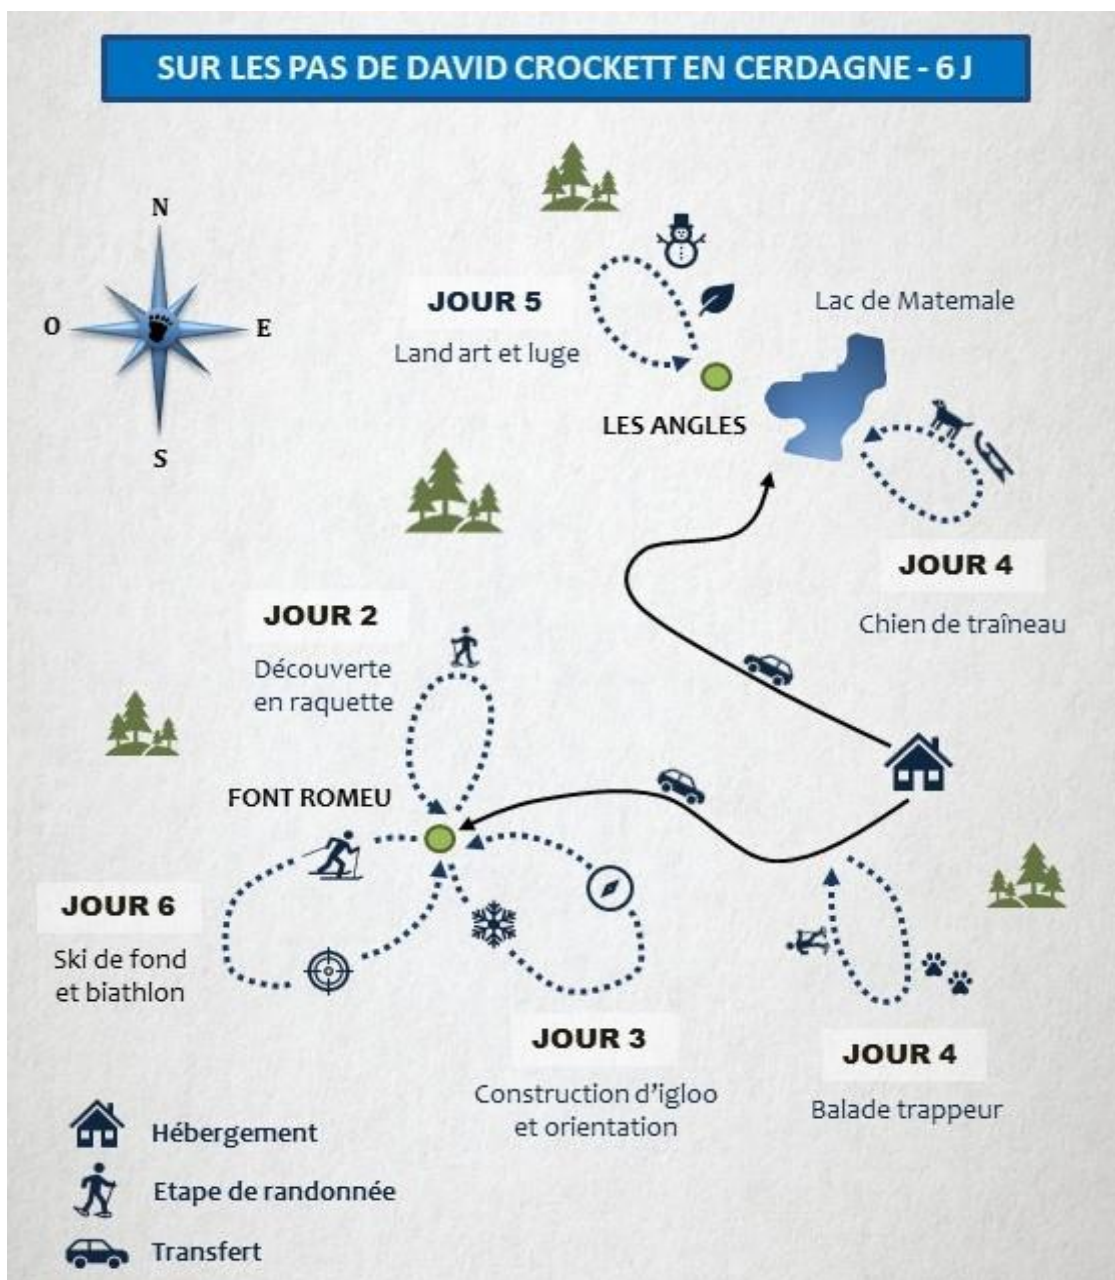 SUR LES PAS DE DAVID CROCKETT EN CERDAGNE - 6 J
N
O
E
S
JOUR 5
Land art et luge
Lac de Matemale
LES ANGLES
JOUR 4
Chien de traîneau
JOUR 2
Découverte
en raquette
FONT ROMEU
JOUR 6
Ski de fond
et biathlon
JOUR 3
Construction d'igloo
et orientation
JOUR 4
Balade trappeur
Hébergement
Etape de randonnée
Transfert